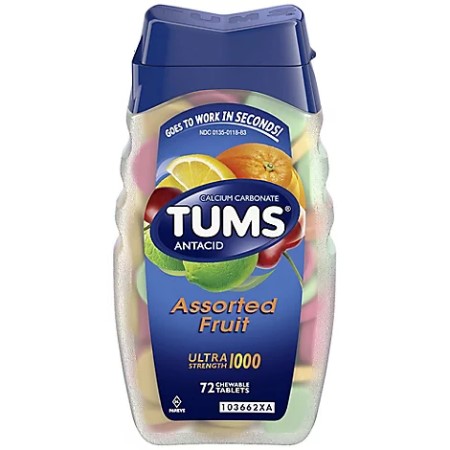 TUMS
GOES TO WORK IN SECONDS!
NDC 0135-0118-83
CALCIUM CARBONATE
TUMS®
ANTACID
Assorted
Fruit
ULTRA
STRENGTH 1000
72 CHEWABLE
TABLETS
103662XA
PAREVE